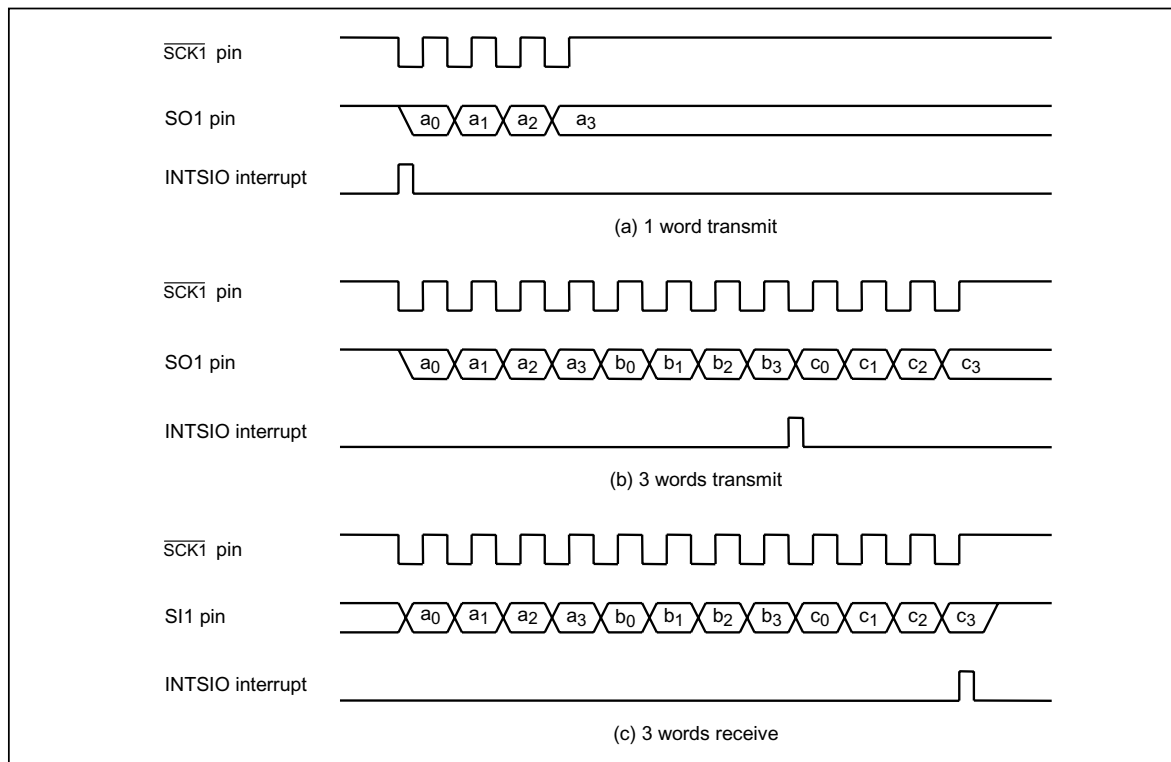 SCK1 pin
SO1 pin
a0 a1 a2 a3
INTSIO interrupt
(a) 1 word transmit
SCK1 pin
SO1 pin
a0 a1 a2 a3 b0 b1 b2 b3 c0 c1 c2 c3
INTSIO interrupt
(b) 3 words transmit
SCK1 pin
SI1 pin
a0 a1 a2 a3 b0 b1 b2 b3 c0 c1 c2 c3
INTSIO interrupt
(c) 3 words receive